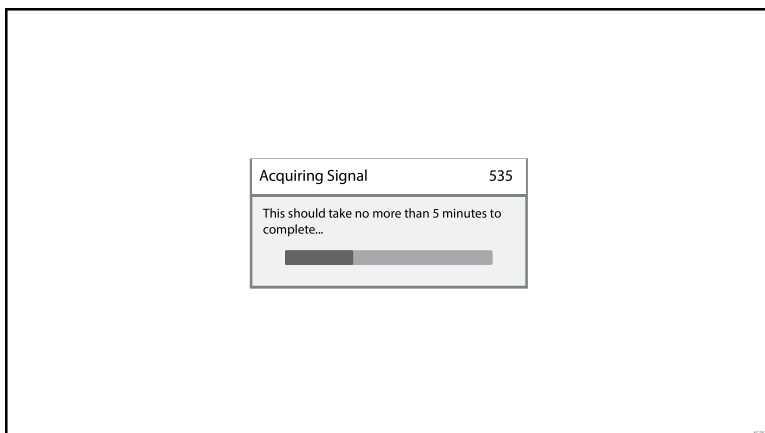 Acquiring Signal 535
This should take no more than 5 minutes to
complete...